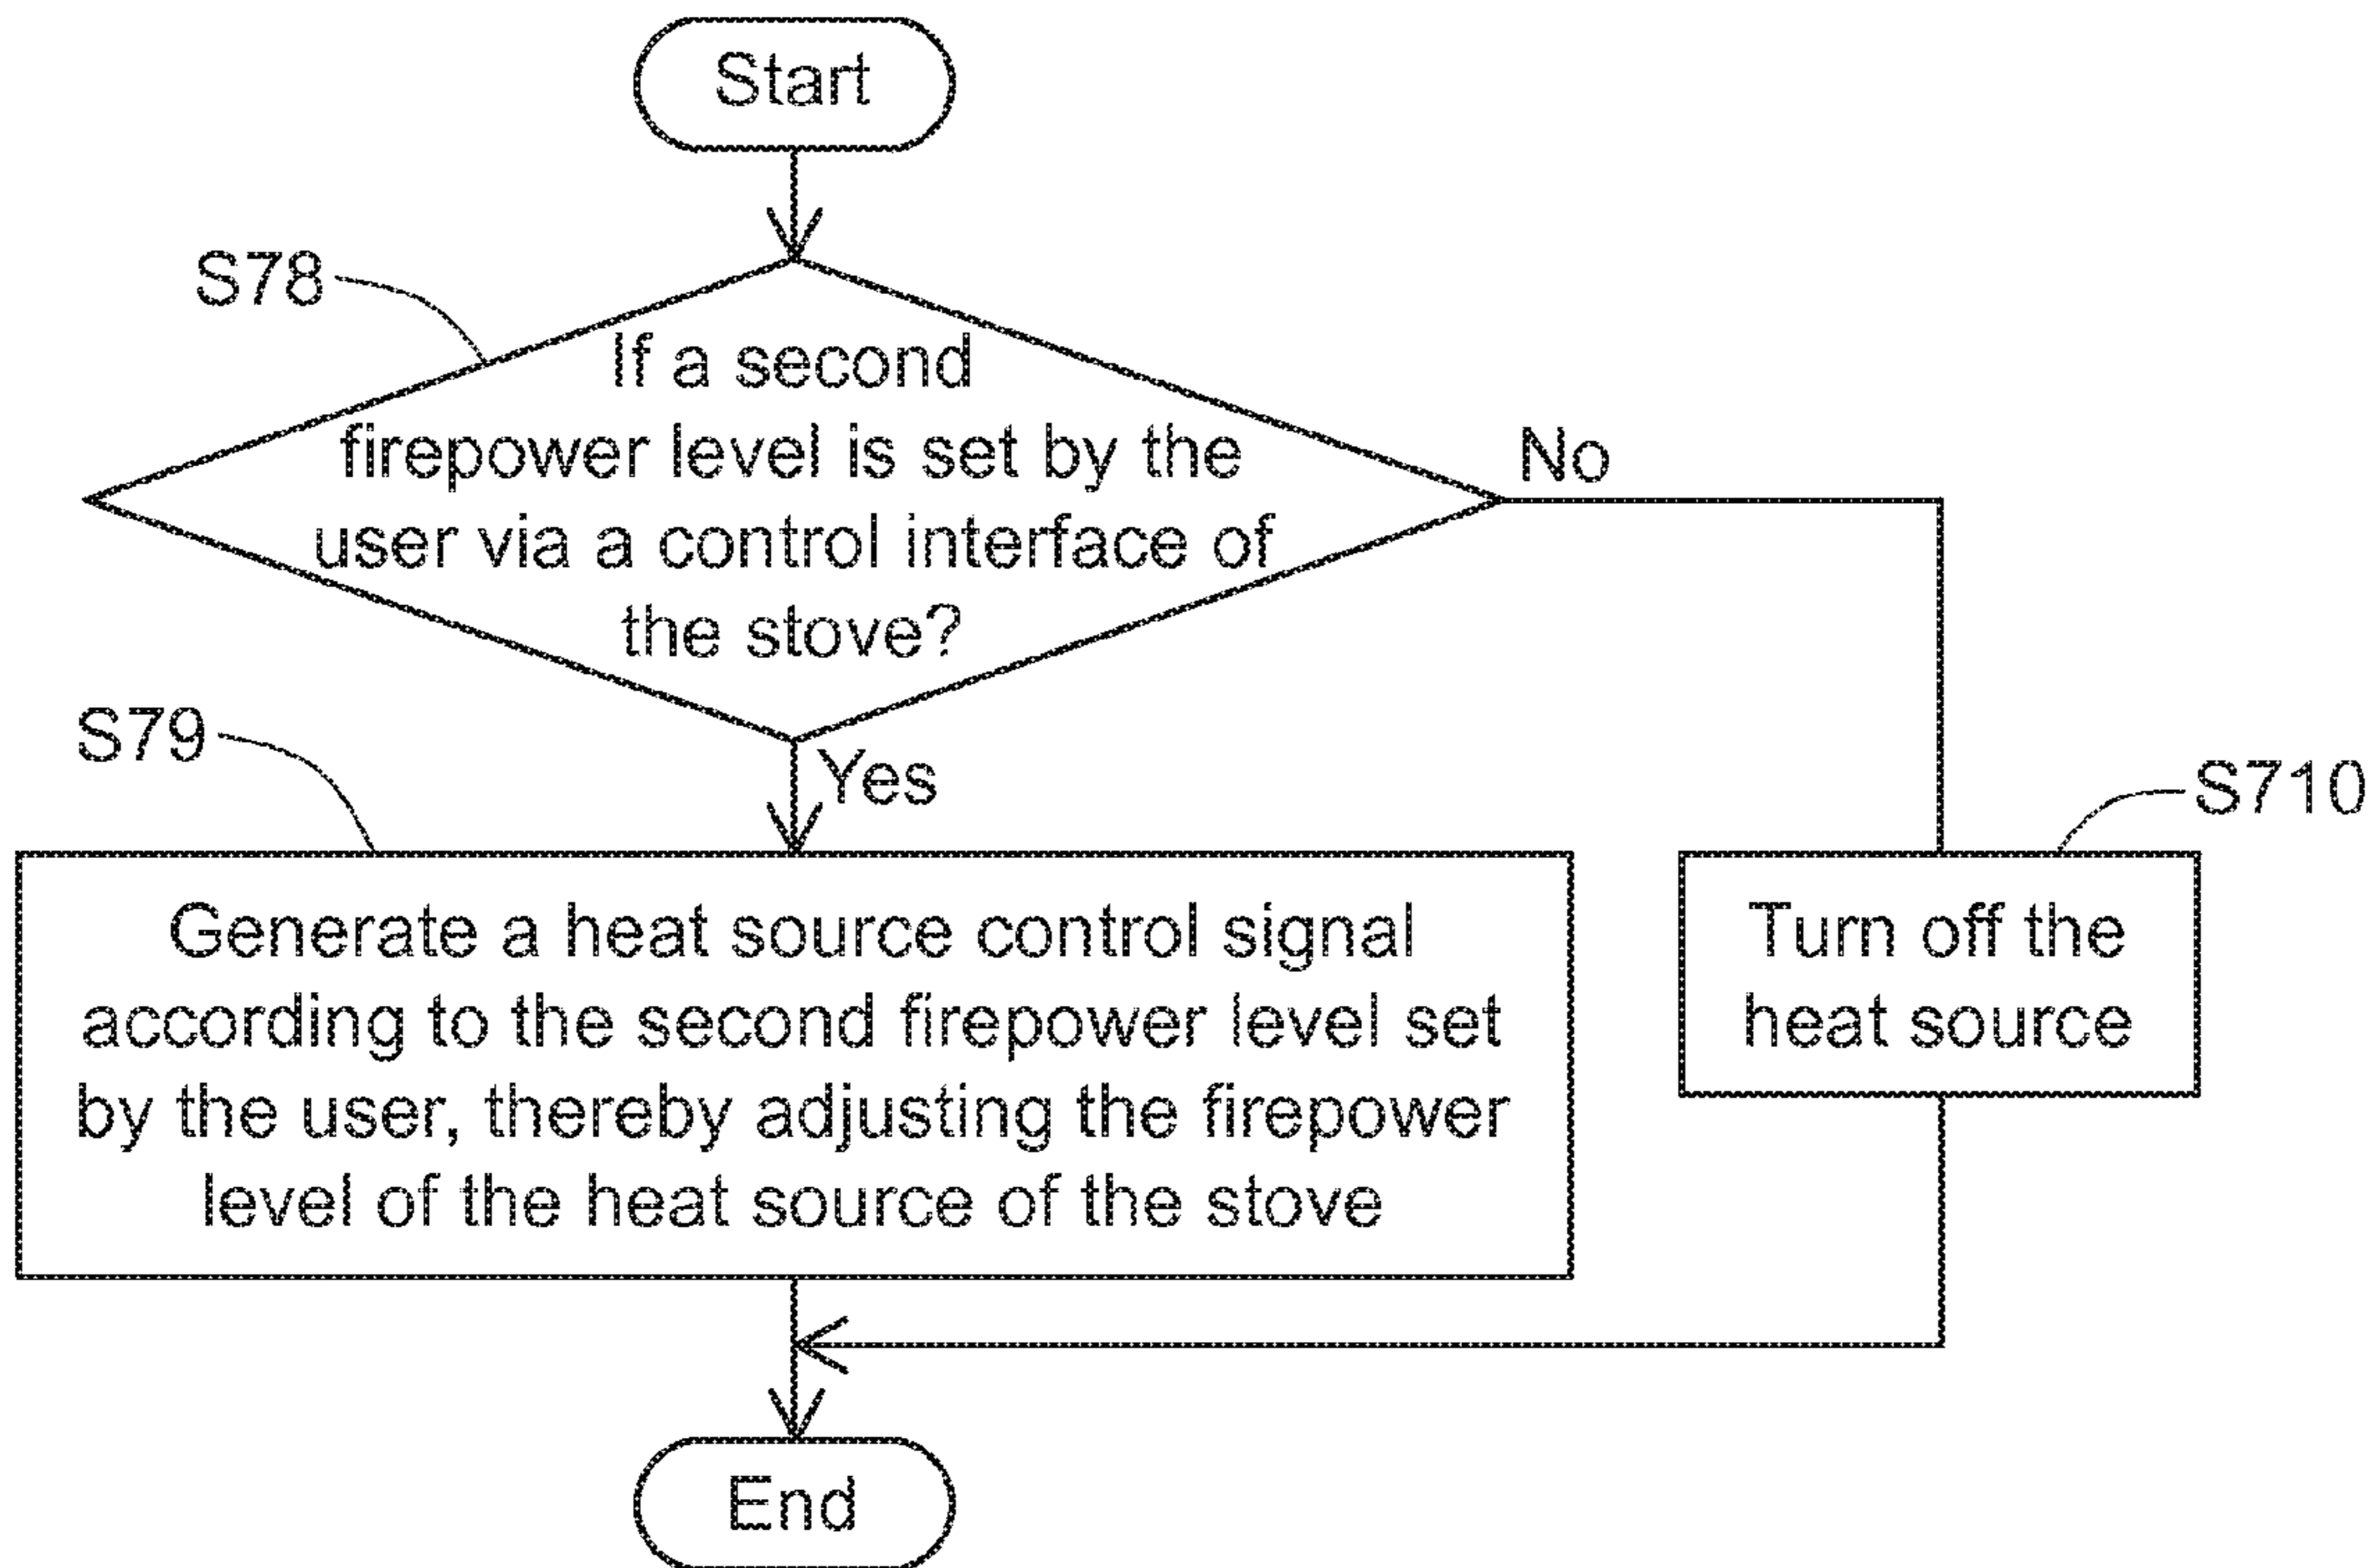 Start
S78
If a second
firepower level is set by the
user via a control interface of
the stove?
No
Yes
S79
Generate a heat source control signal
according to the second firepower level set
by the user, thereby adjusting the firepower
level of the heat source of the stove
S710
Turn off the
heat source
End